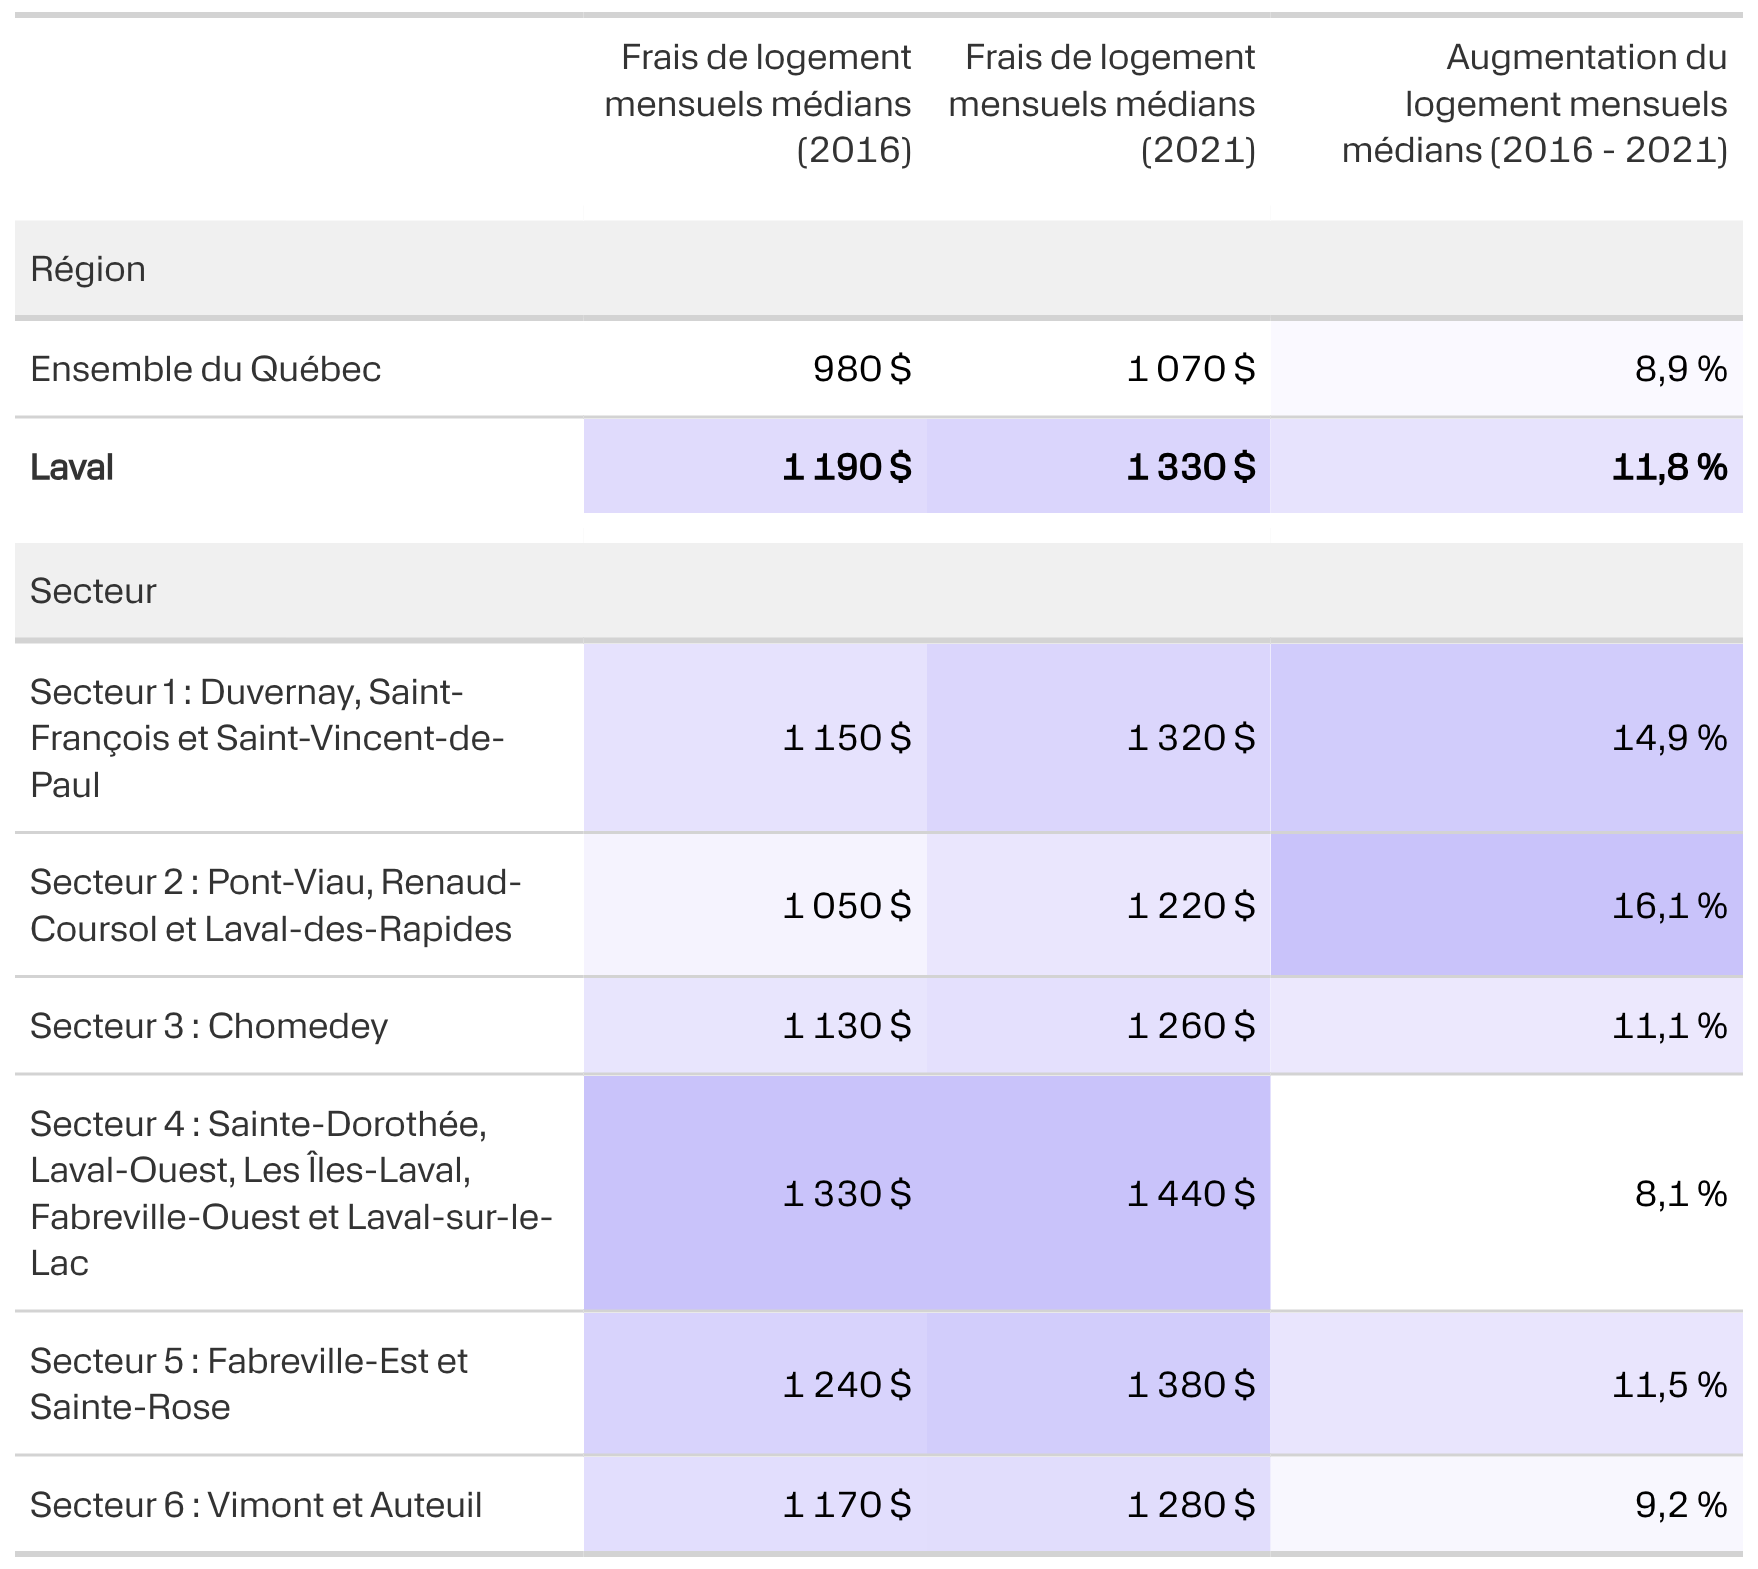 Frais de logement mensuels médians (2016)
Frais de logement mensuels médians (2021)
Augmentation du logement mensuels médians (2016 - 2021)
Région
Ensemble du Québec 980 $ 1 070 $ 8,9 %
Laval 1 190 $ 1 330 $ 11,8 %
Secteur
Secteur 1 : Duvernay, Saint-
François et Saint-Vincent-de-
Paul
1 150 $ 1 320 $ 14,9 %
Secteur 2 : Pont-Viau, Renaud-
Coursol et Laval-des-Rapides
1 050 $ 1 220 $ 16,1 %
Secteur 3 : Chomedey 1 130 $ 1 260 $ 11,1 %
Secteur 4 : Sainte-Dorothée,
Laval-Ouest, Les Îles-Laval,
Fabreville-Ouest et Laval-sur-le-
Lac
1 330 $ 1 440 $ 8,1 %
Secteur 5 : Fabreville-Est et
Sainte-Rose
1 240 $ 1 380 $ 11,5 %
Secteur 6 : Vimont et Auteuil 1 170 $ 1 280 $ 9,2 %